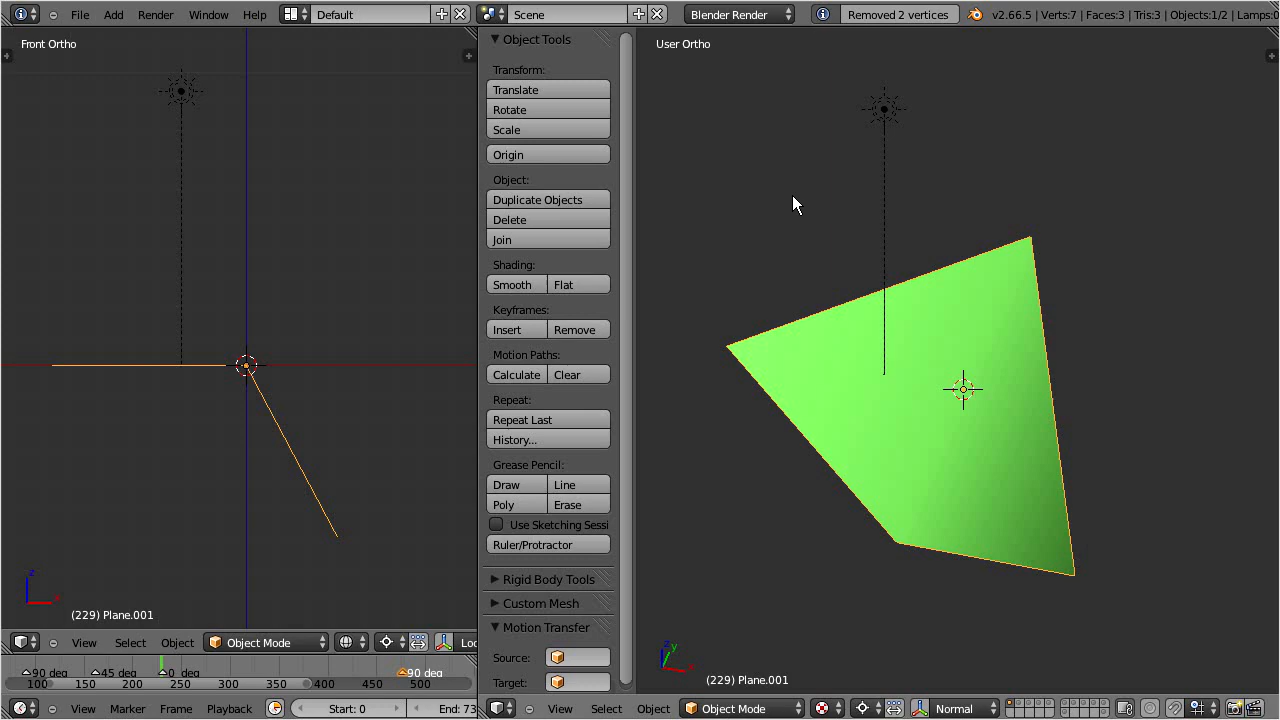 File Add Render Window Help Default Scene Blender Render Removed 2 vertices v2.66.5 | Verts:7 | Faces:3 | Tris:3 | Objects:1/2 | Lamps:0
Front Ortho
Object Tools
User Ortho
Transform:
Translate
Rotate
Scale
Origin
Object:
Duplicate Objects
Delete
Join
Shading:
Smooth Flat
Keyframes:
Insert Remove
Motion Paths:
Calculate Clear
Repeat:
Repeat Last
History...
Grease Pencil:
Draw Line
Poly Erase
Use Sketching Sessi
Ruler/Protractor
Rigid Body Tools
Custom Mesh
Motion Transfer
Source:
Target:
z
x
(229) Plane.001
View Select Object Object Mode Loc
90 deg 45 deg 0 deg 90 deg
100 150 200 250 300 350 400 450 500
View Marker Frame Playback Start: 0 End: 73
z
y
x
(229) Plane.001
View Select Object Object Mode Normal